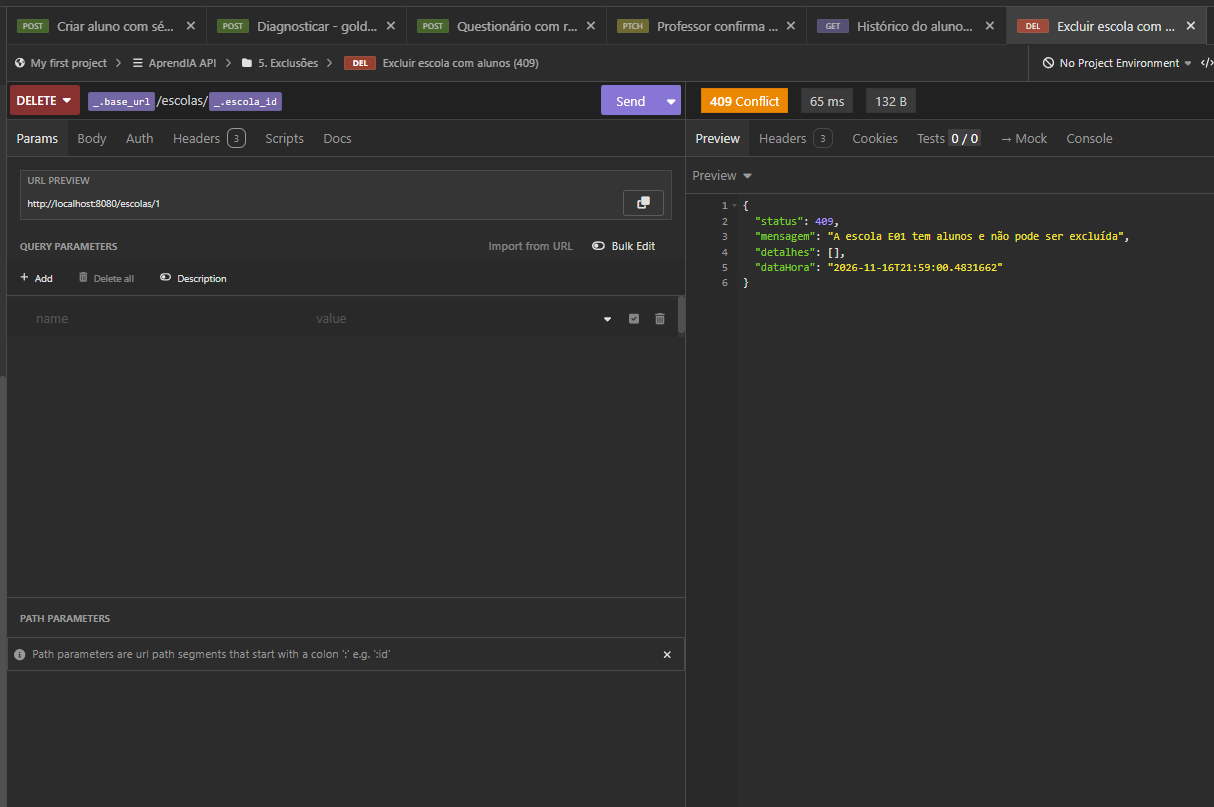 POST Criar aluno com sé... POST Diagnosticar - gold... POST Questionário com r... PTCH Professor confirma ... GET Histórico do aluno... DEL Excluir escola com ...
My first project AprendIA API 5. Exclusões DEL Excluir escola com alunos (409) No Project Environment
DELETE _.base_url /escolas/ _.escola_id Send 409 Conflict 65 ms 132 B
Params Body Auth Headers 3 Scripts Docs
Preview Headers 3 Cookies Tests 0 / 0 → Mock Console
URL PREVIEW
http://localhost:8080/escolas/1
QUERY PARAMETERS Import from URL Bulk Edit
+ Add Delete all Description
name value
PATH PARAMETERS
Path parameters are url path segments that start with a colon ':' e.g. ':id'
Preview
1 {
2 "status": 409,
3 "mensagem": "A escola E01 tem alunos e não pode ser excluída",
4 "detalhes": [],
5 "dataHora": "2026-11-16T21:59:00.4831662"
6 }